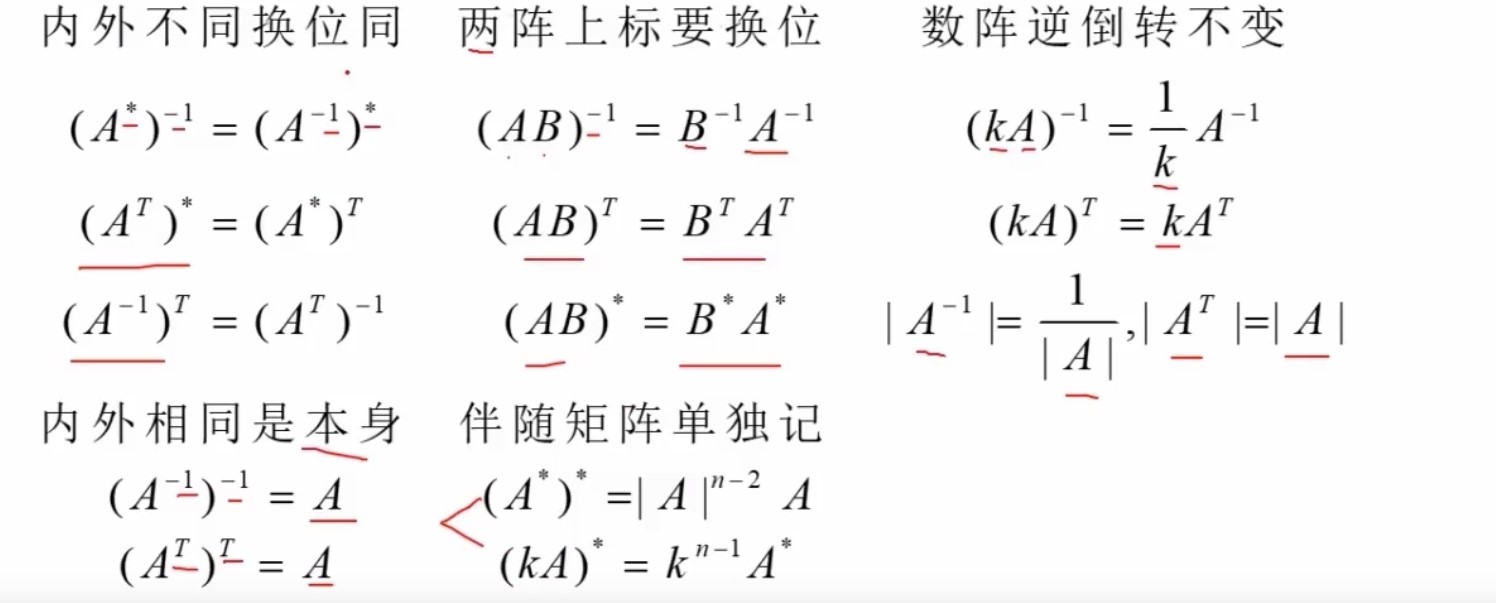 内外不同换位同
(A^*)^{-1} = (A^{-1})^*
(A^T)^* = (A^*)^T
(A^{-1})^T = (A^T)^{-1}
内外相同是本身
(A^{-1})^{-1} = A
(A^T)^T = A
两阵上标要换位
(AB)^{-1} = B^{-1}A^{-1}
(AB)^T = B^T A^T
(AB)^* = B^* A^*
伴随矩阵单独记
(A^*)^* =| A |^{n-2} A
(kA)^* = k^{n-1}A^*
数阵逆倒转不变
(kA)^{-1} = \frac{1}{k} A^{-1}
(kA)^T = kA^T
| A^{-1} |= \frac{1}{| A |},| A^T |=| A |